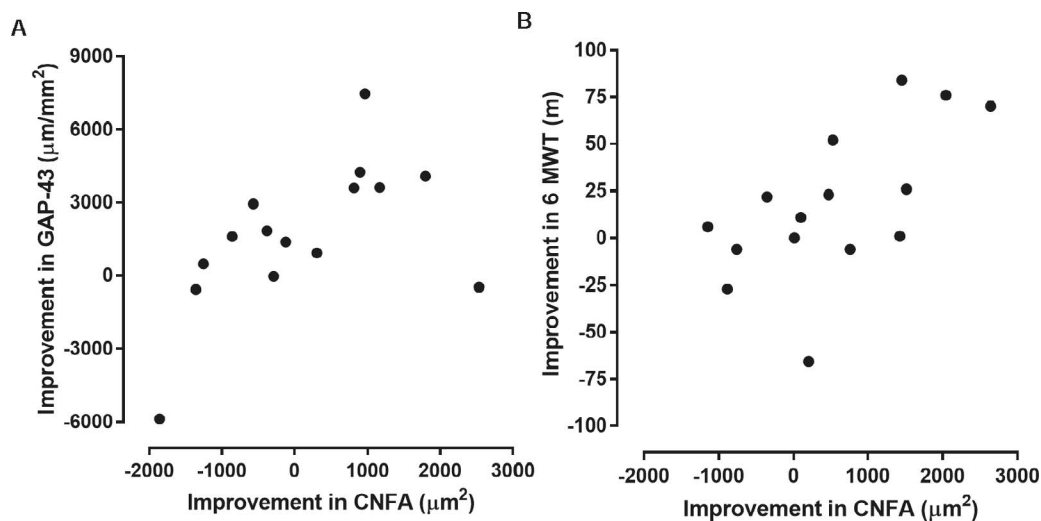 A
Improvement in GAP-43 (μm/mm²)
9000
6000
3000
0
-3000
-6000
-2000 -1000 0 1000 2000 3000
Improvement in CNFA (μm²)
B
Improvement in 6 MWT (m)
100
75
50
25
0
-25
-50
-75
-100
-2000 -1000 0 1000 2000 3000
Improvement in CNFA (μm²)